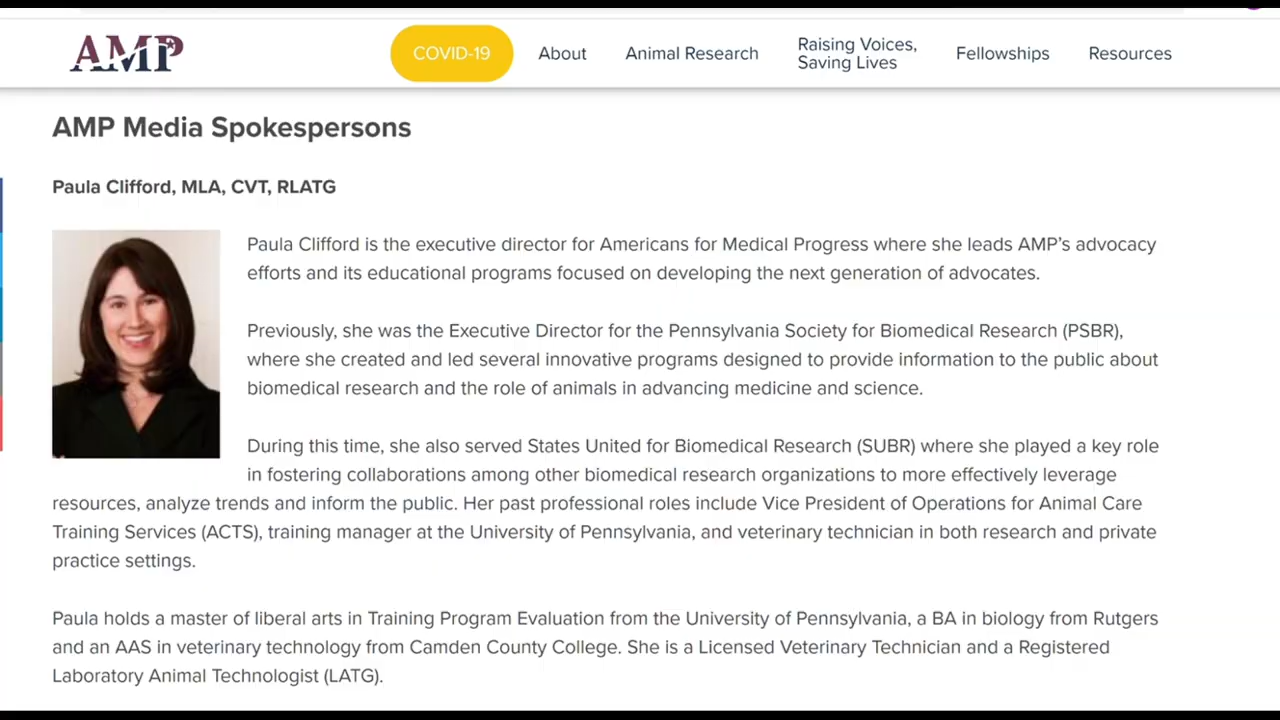 AMP
COVID-19
About
Animal Research
Raising Voices,
Saving Lives
Fellowships
Resources
AMP Media Spokespersons
Paula Clifford, MLA, CVT, RLATG
Paula Clifford is the executive director for Americans for Medical Progress where she leads AMP's advocacy
efforts and its educational programs focused on developing the next generation of advocates.
Previously, she was the Executive Director for the Pennsylvania Society for Biomedical Research (PSBR),
where she created and led several innovative programs designed to provide information to the public about
biomedical research and the role of animals in advancing medicine and science.
During this time, she also served States United for Biomedical Research (SUBR) where she played a key role
in fostering collaborations among other biomedical research organizations to more effectively leverage
resources, analyze trends and inform the public. Her past professional roles include Vice President of Operations for Animal Care
Training Services (ACTS), training manager at the University of Pennsylvania, and veterinary technician in both research and private
practice settings.
Paula holds a master of liberal arts in Training Program Evaluation from the University of Pennsylvania, a BA in biology from Rutgers
and an AAS in veterinary technology from Camden County College. She is a Licensed Veterinary Technician and a Registered
Laboratory Animal Technologist (LATG).